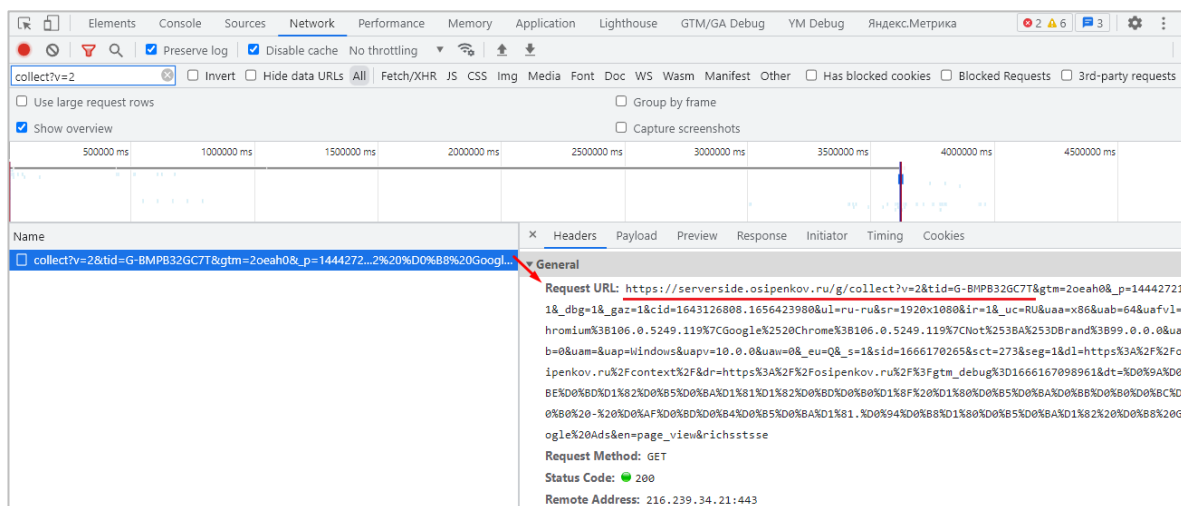 Elements Console Sources Network Performance Memory Application Lighthouse GTM/GA Debug YM Debug Яндекс.Метрика 2 6 3
Preserve log Disable cache No throttling
collect?v=2 Invert Hide data URLs All Fetch/XHR JS CSS Img Media Font Doc WS Wasm Manifest Other Has blocked cookies Blocked Requests 3rd-party requests
Use large request rows Group by frame
Show overview Capture screenshots
500000 ms 1000000 ms 1500000 ms 2000000 ms 2500000 ms 3000000 ms 3500000 ms 4000000 ms 4500000 ms
Name × Headers Payload Preview Response Initiator Timing Cookies
collect?v=2&tid=G-BMPB32GC7T&gtm=2oeah0&_p=1444272...2%20%D0%B8%20Googl...
General
Request URL: https://serverside.osipenkov.ru/g/collect?v=2&tid=G-BMPB32GC7T&gtm=2oeah0&_p=14442721
1&_dbg=1&_gaz=1&cid=1643126808.1656423980&ul=ru-ru&sr=1920x1080&ir=1&_uc=RU&uaa=x86&uab=64&uafvl=
hromium%3B106.0.5249.119%7CGoogle%2520Chrome%3B106.0.5249.119%7CNot%253BA%253DBrand%3B99.0.0.0&ua
b=0&uam=&uap=Windows&uapv=10.0.0&uaw=0&_eu=Q&_s=1&sid=1666170265&sct=273&seg=1&dl=https%3A%2F%2Fo
ipenkov.ru%2Fcontext%2F&dr=https%3A%2F%2Fosipenkov.ru%2F%3Fgtm_debug%3D1666167098961&dt=%D0%9A%D0
BE%D0%BD%D1%82%D0%B5%D0%BA%D1%81%D1%82%D0%BD%D0%B0%D1%8F%20%D1%80%D0%B5%D0%BA%D0%BB%D0%B0%D0%BC%D
0%B0%20-%20%D0%AF%D0%BD%D0%B4%D0%B5%D0%BA%D1%81.%D0%94%D0%B8%D1%80%D0%B5%D0%BA%D1%82%20%D0%B8%20G
ogle%20Ads&en=page_view&richsstsse
Request Method: GET
Status Code: 200
Remote Address: 216.239.34.21:443